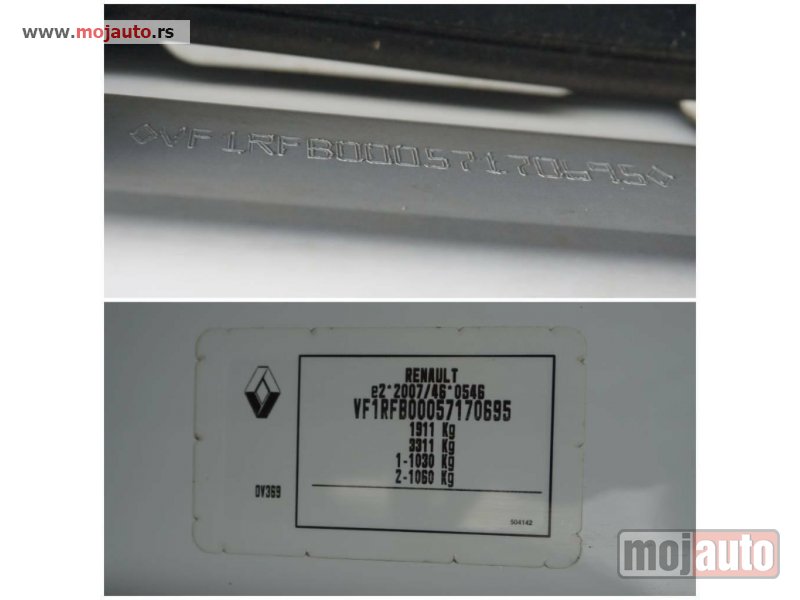 www.mojauto.rs
◇VF1RFB00057170695◇
RENAULT
e2*2007/46*0546
VF1RFB00057170695
1911 Kg
3311 Kg
1-1030 Kg
2-1060 Kg
DV369
504142
mojauto